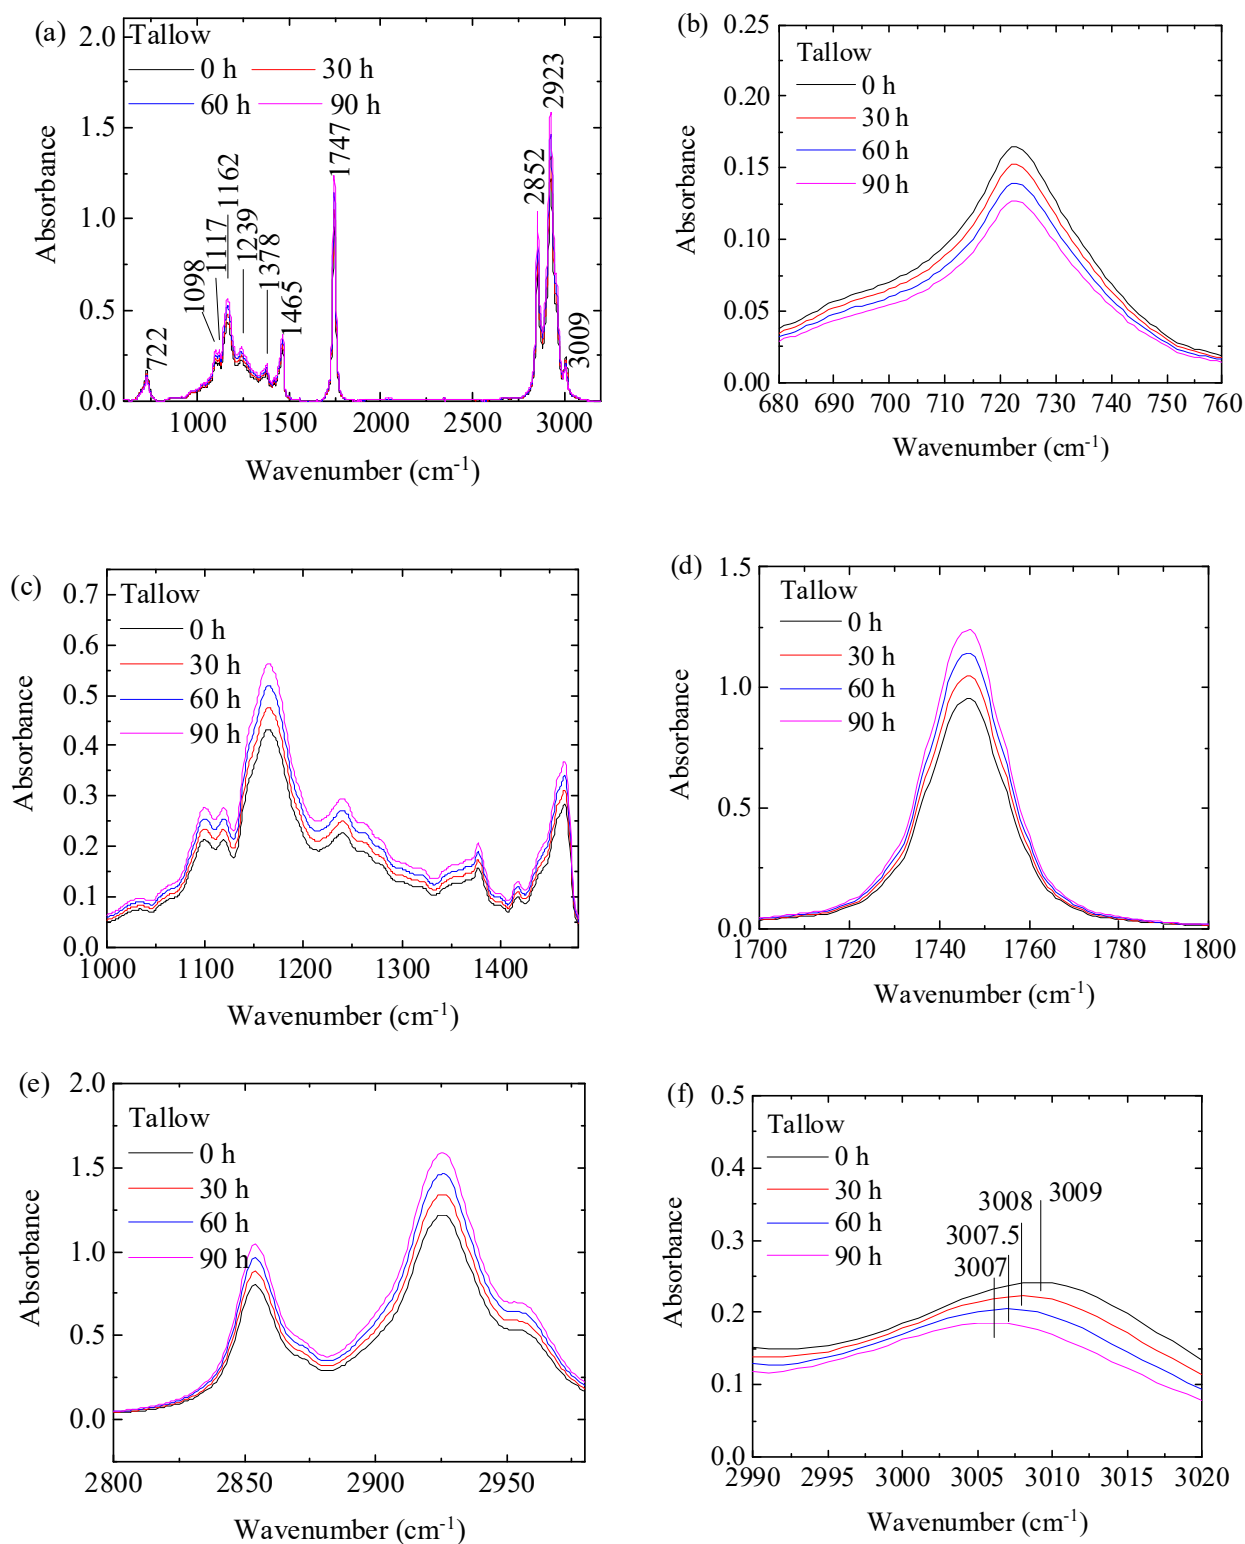 (a)
Tallow
0 h 30 h
60 h 90 h
722
1098
1117
1162
1239
1378
1465
1747
2852
2923
3009
2.0
1.5
1.0
0.5
0.0
1000 1500 2000 2500 3000
Absorbance
Wavenumber (cm-1)
(b)
Tallow
0 h
30 h
60 h
90 h
0.25
0.20
0.15
0.10
0.05
0.00
680 690 700 710 720 730 740 750 760
Absorbance
Wavenumber (cm-1)
(c)
Tallow
0 h
30 h
60 h
90 h
0.7
0.6
0.5
0.4
0.3
0.2
0.1
0.0
1000 1100 1200 1300 1400
Absorbance
Wavenumber (cm-1)
(d)
Tallow
0 h
30 h
60 h
90 h
1.5
1.0
0.5
0.0
1700 1720 1740 1760 1780 1800
Absorbance
Wavenumber (cm-1)
(e)
Tallow
0 h
30 h
60 h
90 h
2.0
1.5
1.0
0.5
0.0
2800 2850 2900 2950
Absorbance
Wavenumber (cm-1)
(f)
Tallow
0 h
30 h
60 h
90 h
3009
3008
3007.5
3007
0.5
0.4
0.3
0.2
0.1
0.0
2990 2995 3000 3005 3010 3015 3020
Absorbance
Wavenumber (cm-1)